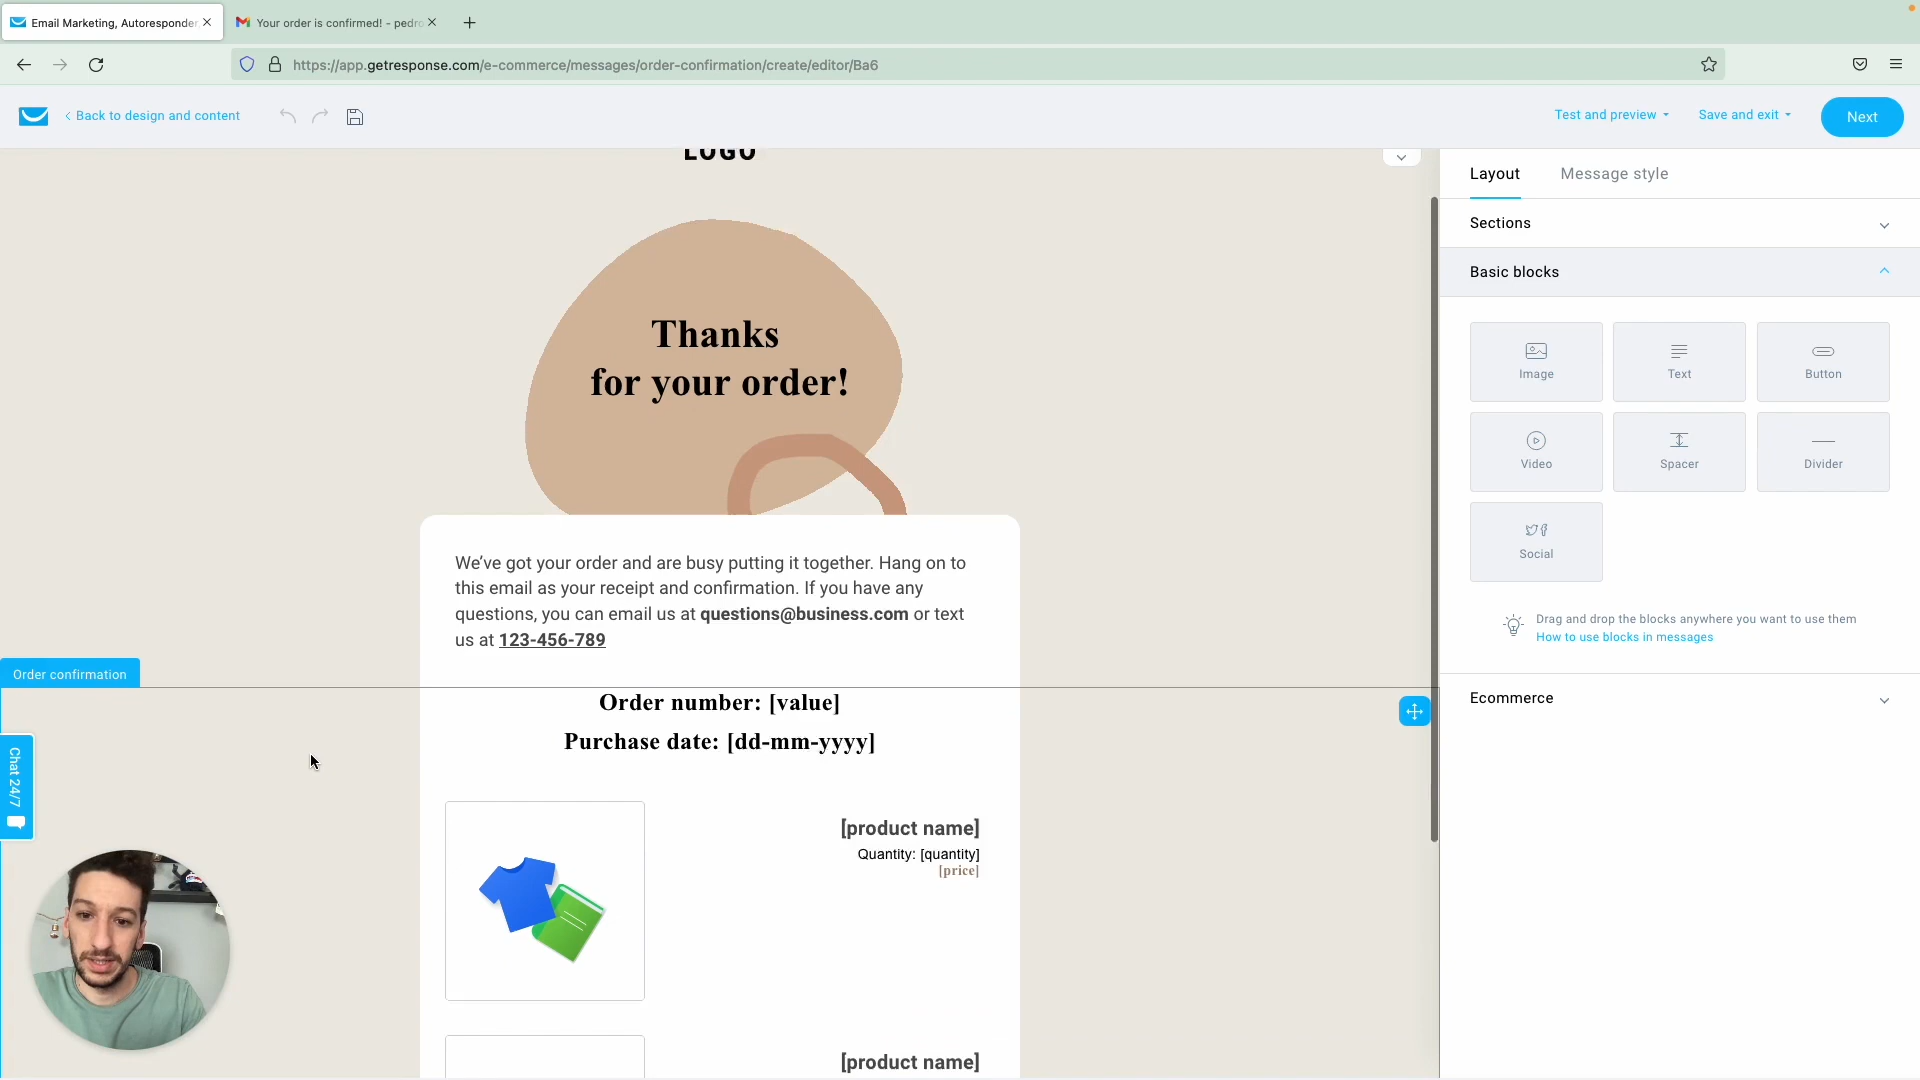 Email Marketing, Autoresponder
Your order is confirmed! - pedro
https://app.getresponse.com/e-commerce/messages/order-confirmation/create/editor/Ba6
Back to design and content
Test and preview
Save and exit
Next
LOGO
Layout
Message style
Sections
Basic blocks
Image
Text
Button
Video
Spacer
Divider
Social
Drag and drop the blocks anywhere you want to use them
How to use blocks in messages
Ecommerce
Thanks
for your order!
We’ve got your order and are busy putting it together. Hang on to
this email as your receipt and confirmation. If you have any
questions, you can email us at questions@business.com or text
us at 123-456-789
Order confirmation
Order number: [value]
Purchase date: [dd-mm-yyyy]
Chat 24/7
[product name]
Quantity: [quantity]
[price]
[product name]